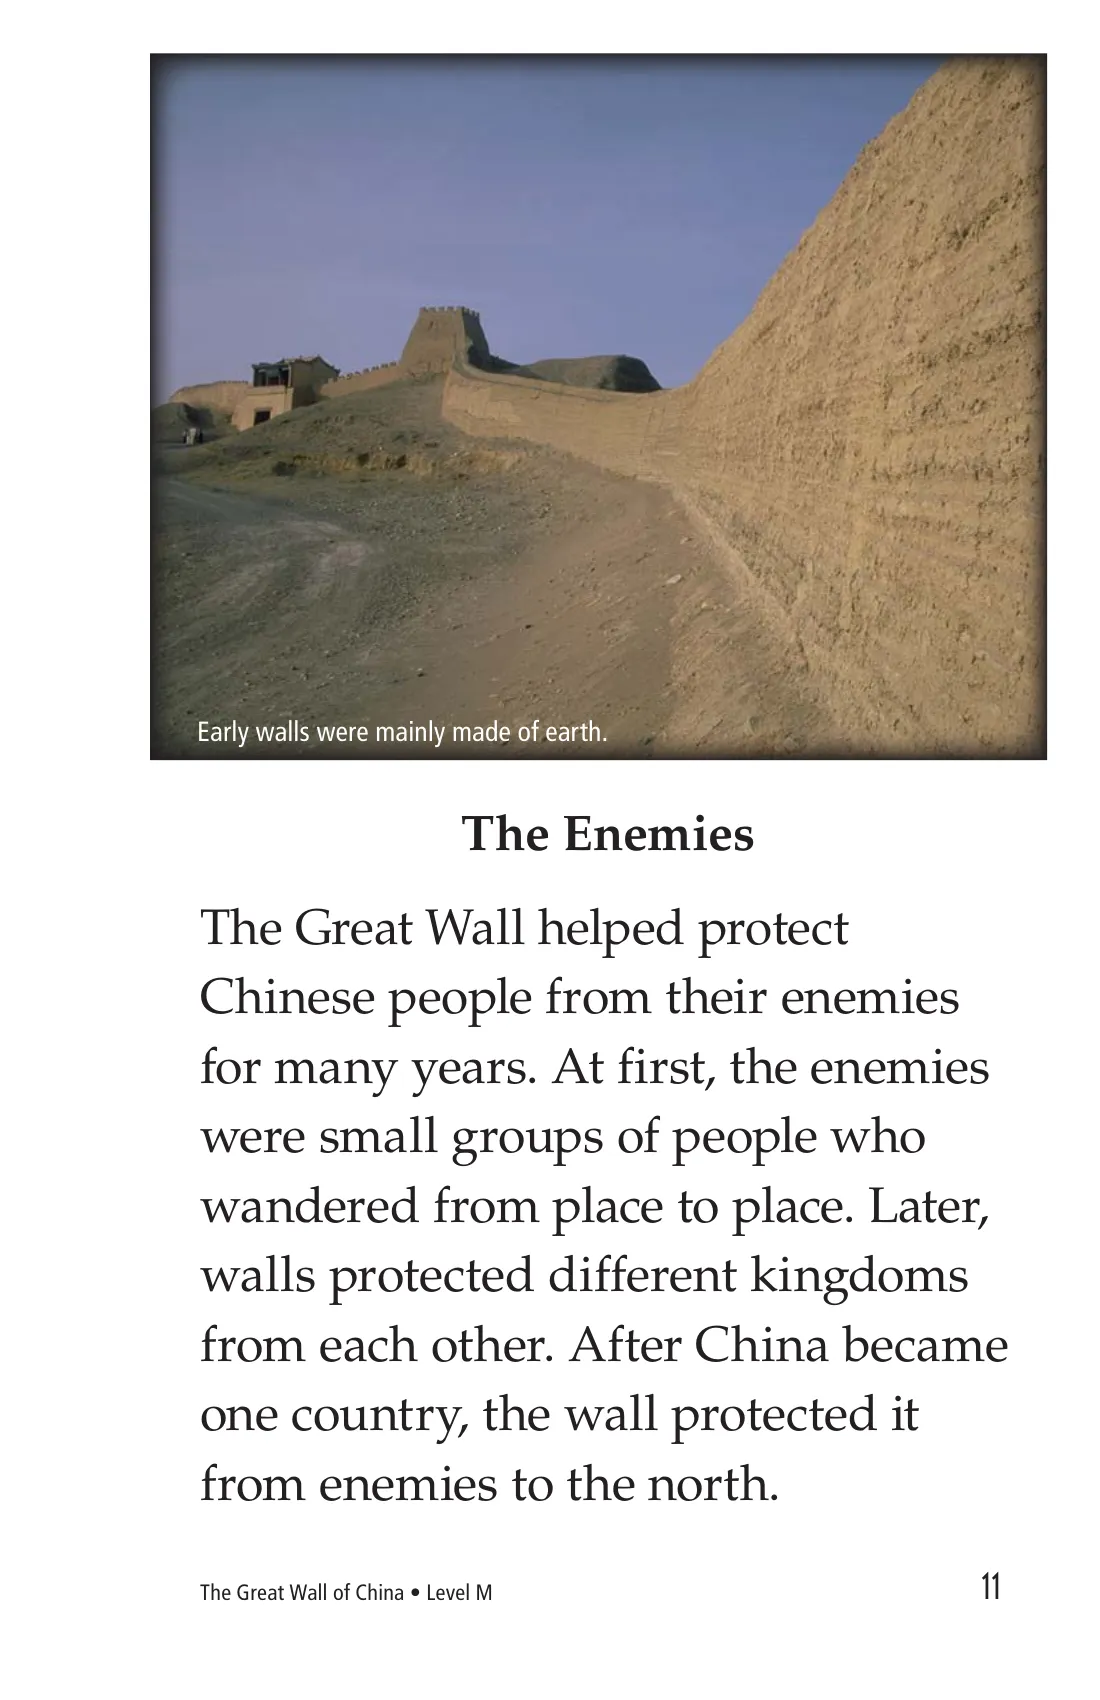 Early walls were mainly made of earth.
The Enemies
The Great Wall helped protect
Chinese people from their enemies
for many years. At first, the enemies
were small groups of people who
wandered from place to place. Later,
walls protected different kingdoms
from each other. After China became
one country, the wall protected it
from enemies to the north.
The Great Wall of China • Level M
11